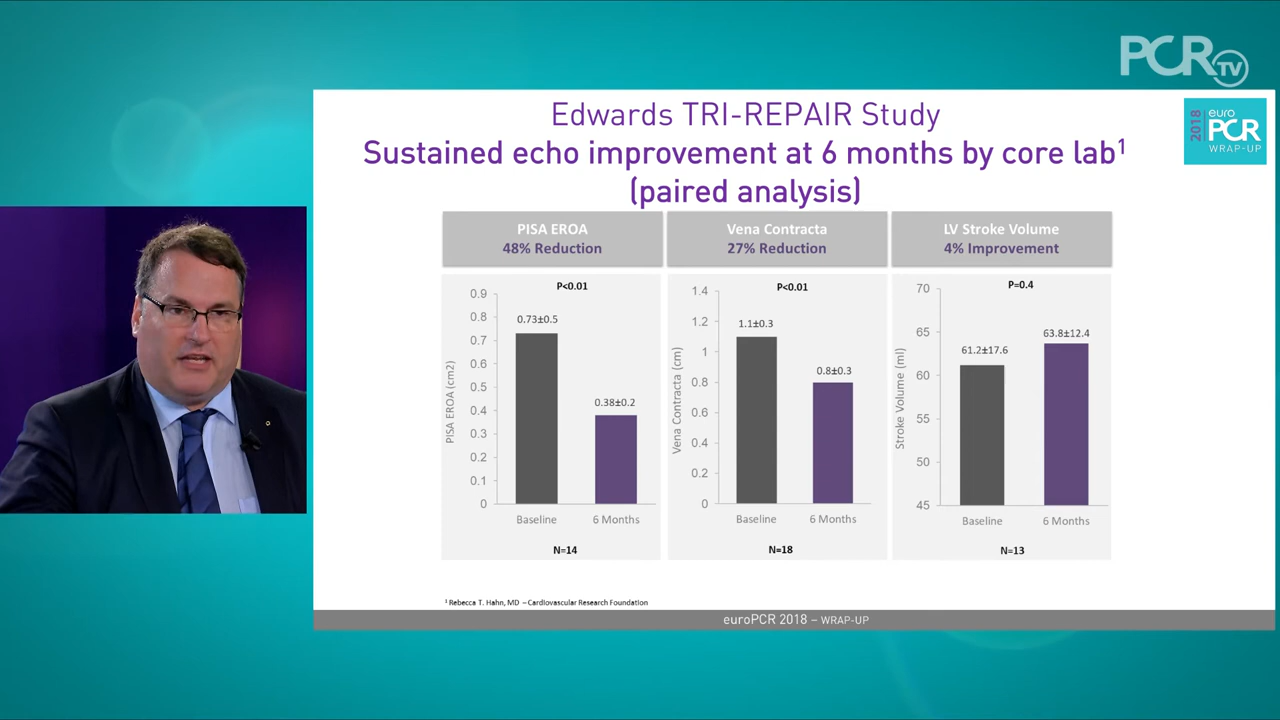 PCR TV
2018 euro PCR WRAP-UP
Edwards TRI-REPAIR Study
Sustained echo improvement at 6 months by core lab¹
(paired analysis)
PISA EROA
48% Reduction
P<0.01
PISA EROA (cm2)
0.9
0.8
0.7
0.6
0.5
0.4
0.3
0.2
0.1
0
0.73±0.5
0.38±0.2
Baseline
6 Months
N=14
Vena Contracta
27% Reduction
P<0.01
Vena Contracta (cm)
1.4
1.2
1
0.8
0.6
0.4
0.2
0
1.1±0.3
0.8±0.3
Baseline
6 Months
N=18
LV Stroke Volume
4% Improvement
P=0.4
Stroke Volume (ml)
70
65
60
55
50
45
61.2±17.6
63.8±12.4
Baseline
6 Months
N=13
¹ Rebecca T. Hahn, MD – Cardiovascular Research Foundation
euroPCR 2018 – WRAP-UP